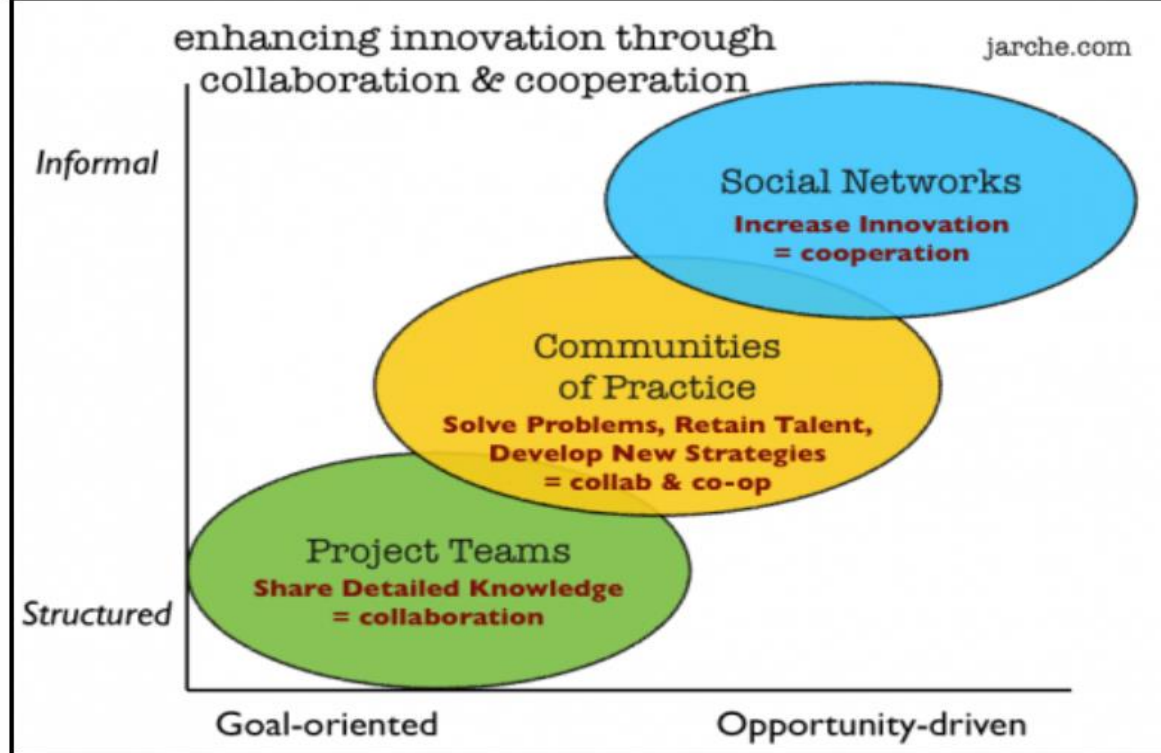 enhancing innovation through
collaboration & cooperation
jarche.com
Informal
Social Networks
Increase Innovation
= cooperation
Communities
of Practice
Solve Problems, Retain Talent,
Develop New Strategies
= collab & co-op
Project Teams
Share Detailed Knowledge
= collaboration
Structured
Goal-oriented
Opportunity-driven